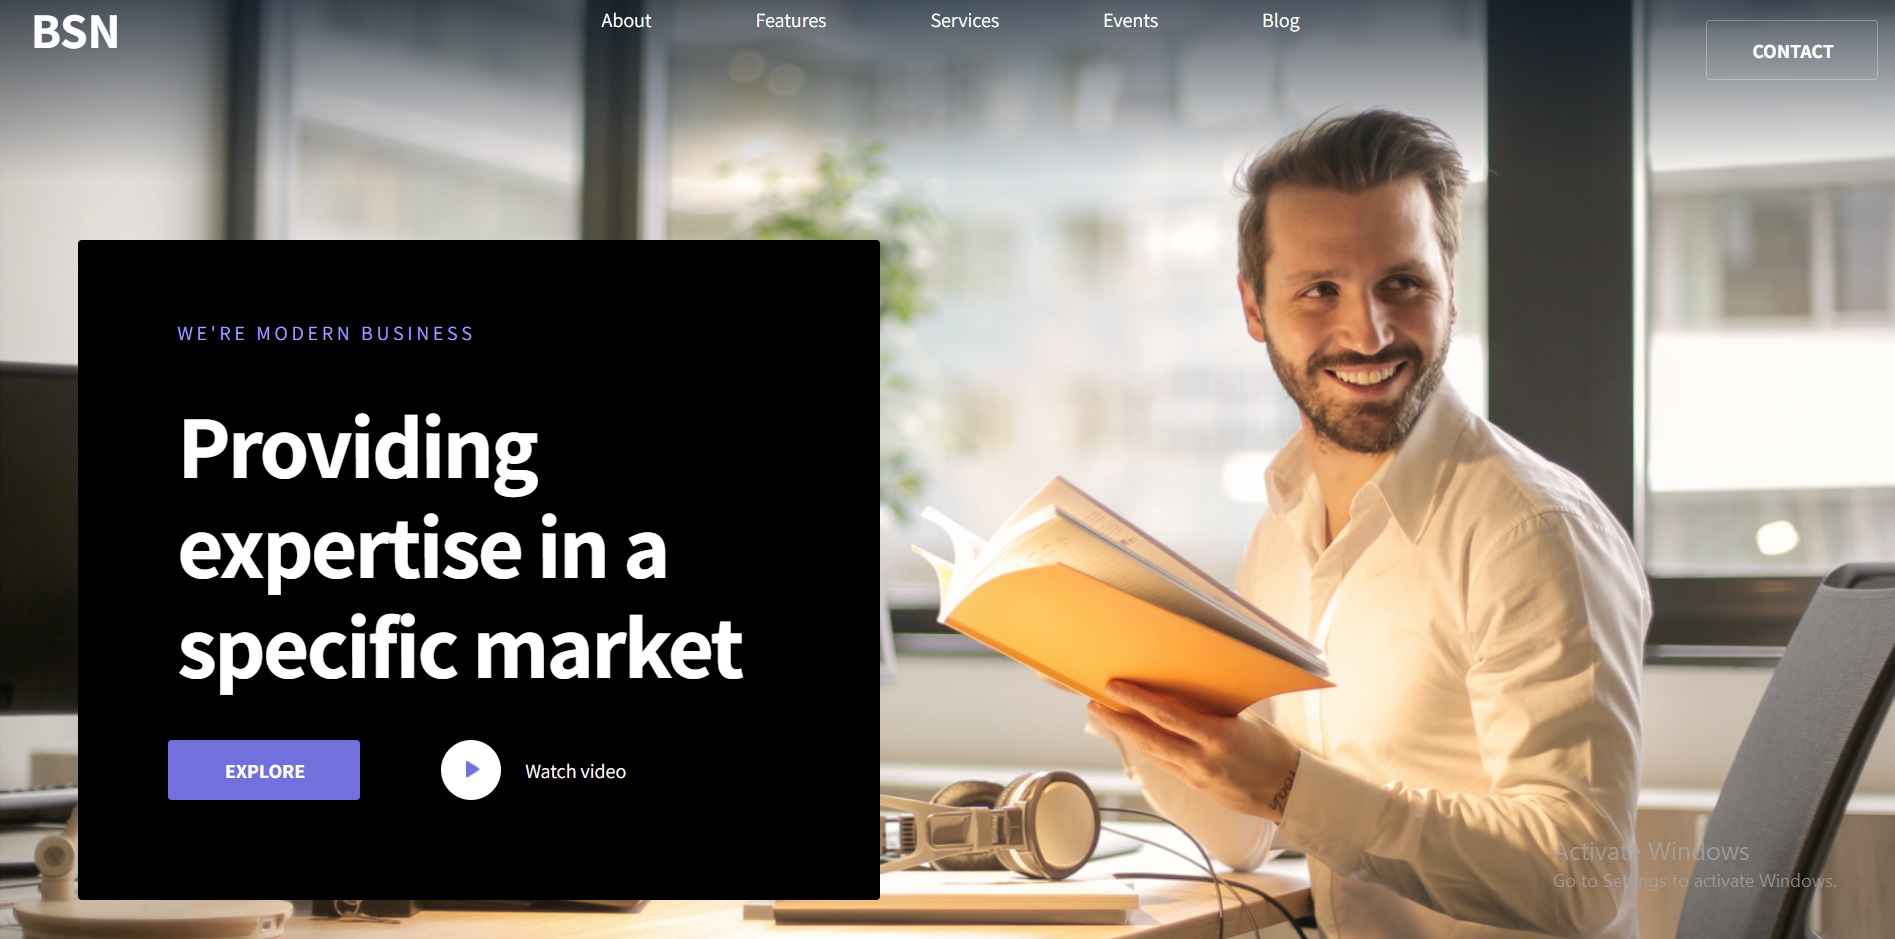 BSN
About
Features
Services
Events
Blog
CONTACT
WE'RE MODERN BUSINESS
Providing
expertise in a
specific market
EXPLORE
Watch video
Activate Windows
Go to Settings to activate Windows.